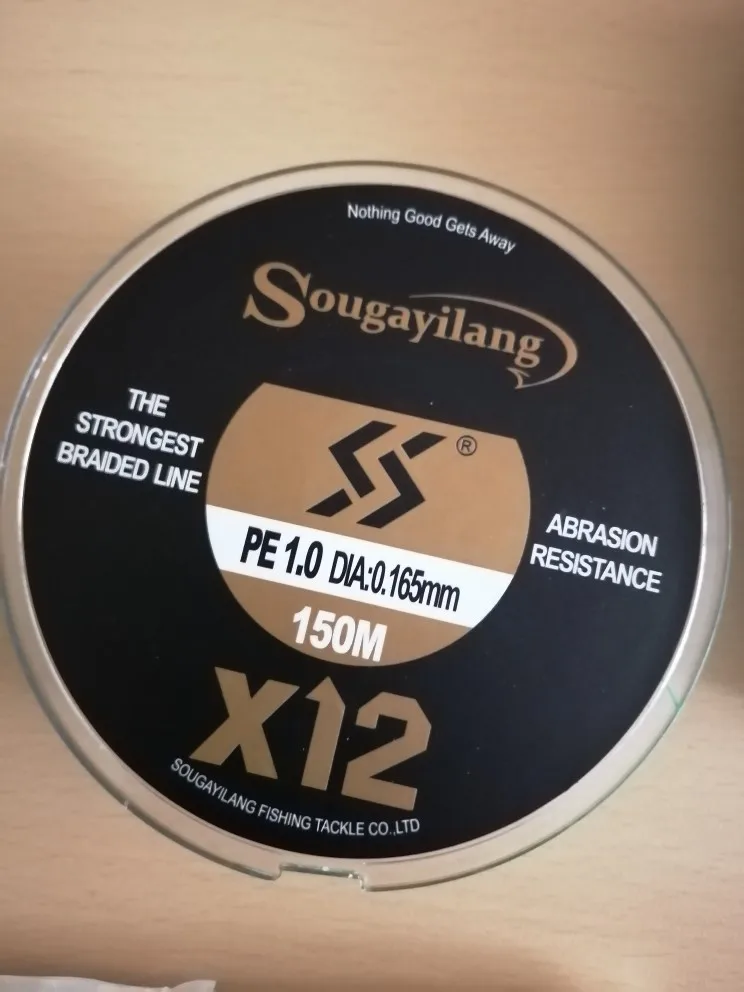 Nothing Good Gets Away
Sougayilang
THE
STRONGEST
BRAIDED LINE
®
ABRASION
RESISTANCE
PE 1.0 DIA:0.165mm
150M
X12
SOUGAYILANG FISHING TACKLE CO.,LTD